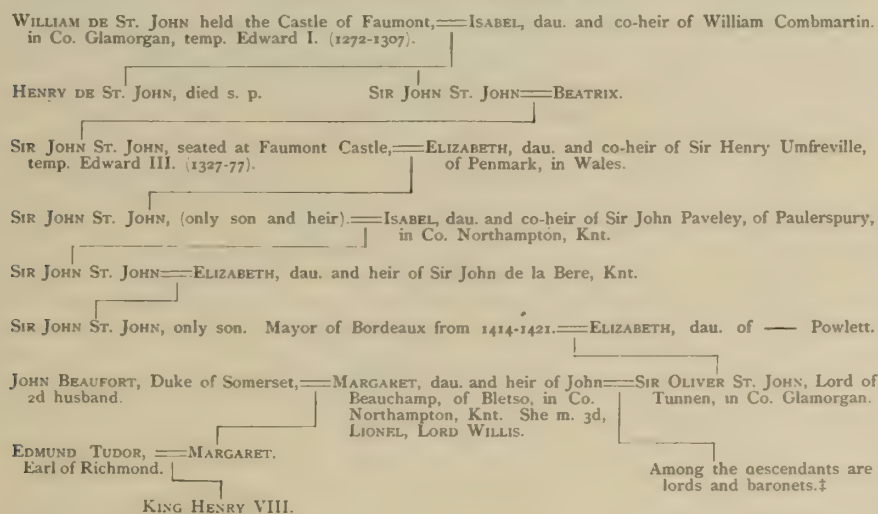 WILLIAM DE ST. JOHN held the Castle of Faumont,══ISABEL, dau. and co-heir of William Combmartin.
in Co. Glamorgan, temp. Edward I. (1272-1307).
HENRY DE ST. JOHN, died s. p. SIR JOHN ST. JOHN══BEATRIX.
SIR JOHN ST. JOHN, seated at Faumont Castle,══ELIZABETH, dau. and co-heir of Sir Henry Umfreville,
temp. Edward III. (1327-77). of Penmark, in Wales.
SIR JOHN ST. JOHN, (only son and heir).══ISABEL, dau. and co-heir of Sir John Paveley, of Paulerspury,
in Co. Northampton, Knt.
SIR JOHN ST. JOHN══ELIZABETH, dau. and heir of Sir John de la Bere, Knt.
SIR JOHN ST. JOHN, only son. Mayor of Bordeaux from 1414-1421.══ELIZABETH, dau. of — Powlett.
JOHN BEAUFORT, Duke of Somerset,══MARGARET, dau. and heir of John══SIR OLIVER ST. JOHN, Lord of
2d husband. Beauchamp, of Bletso, in Co. Tunnen, in Co. Glamorgan.
Northampton, Knt. She m. 3d,
LIONEL, LORD WILLIS.
EDMUND TUDOR, ══MARGARET.
Earl of Richmond. Among the descendants are
lords and baronets.‡
KING HENRY VIII.